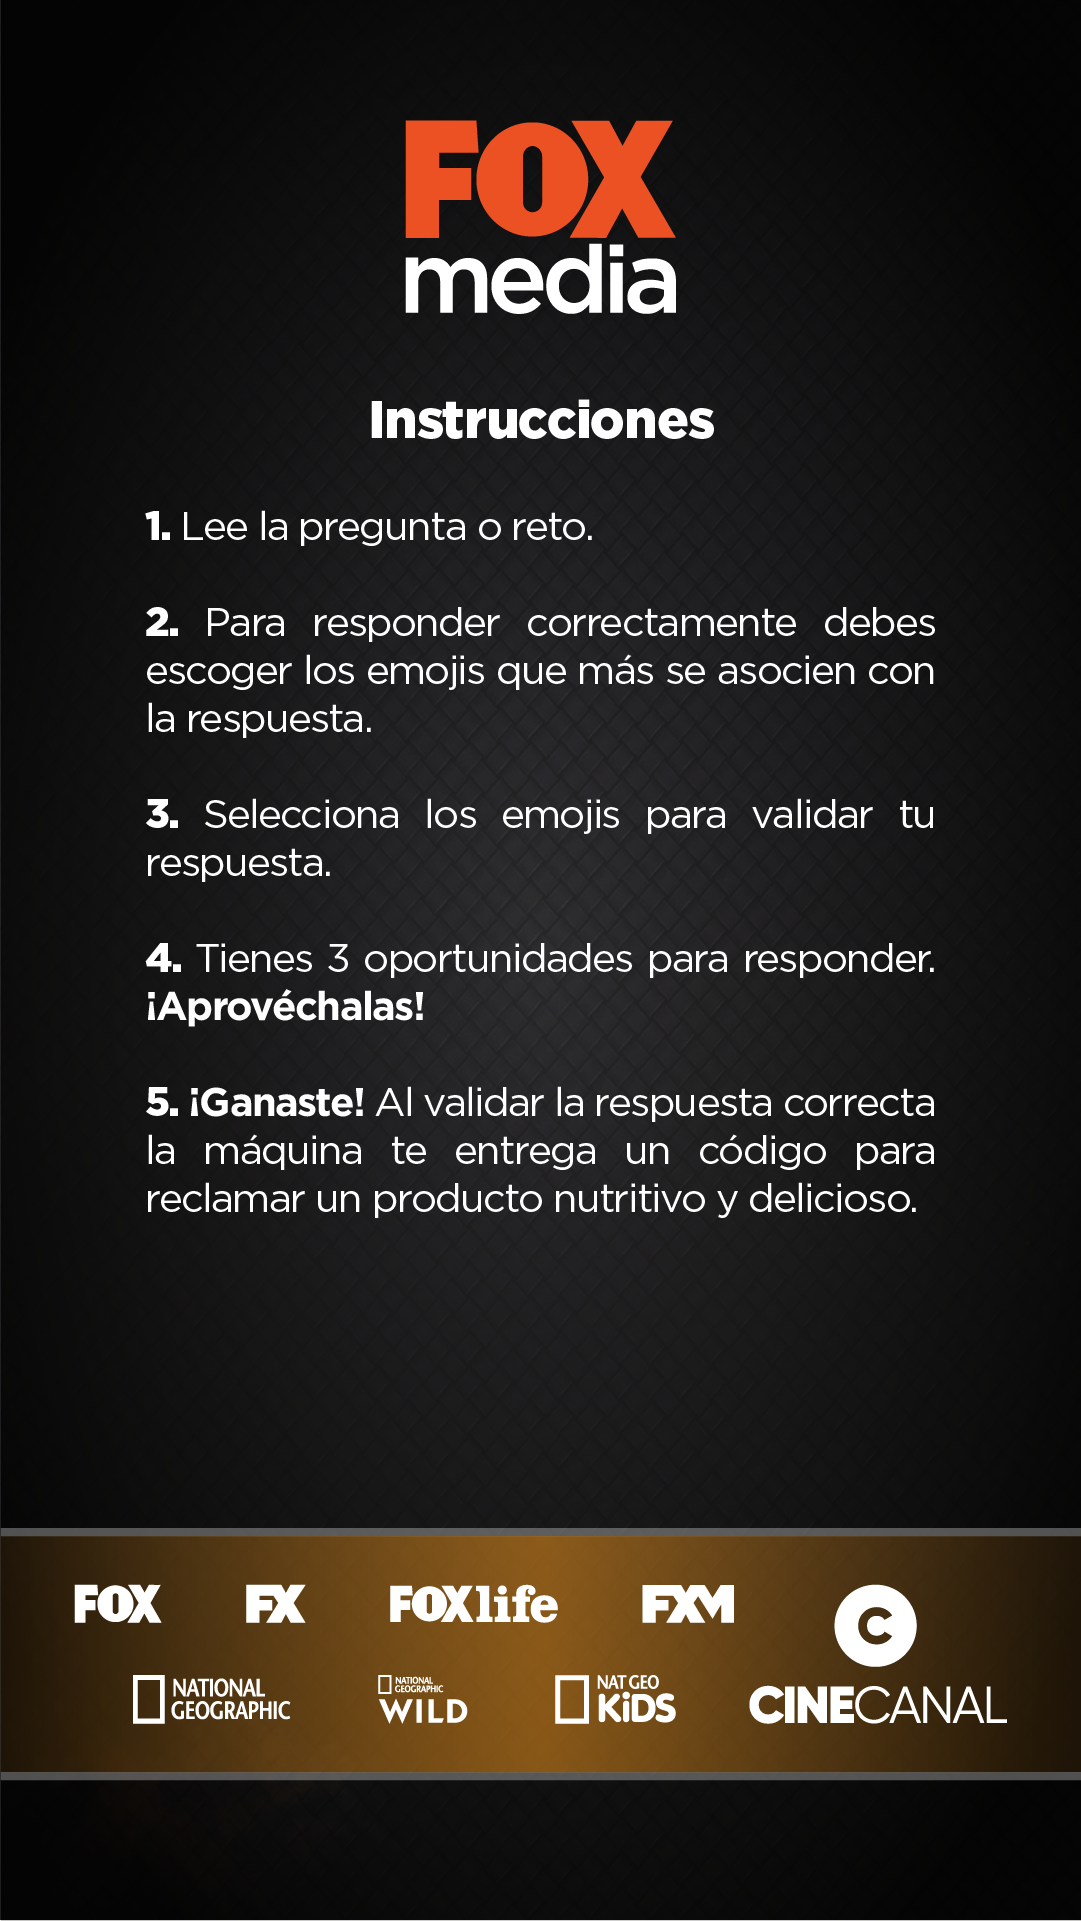 FOX
media
Instrucciones
1. Lee la pregunta o reto.
2. Para responder correctamente debes
escoger los emojis que más se asocien con
la respuesta.
3. Selecciona los emojis para validar tu
respuesta.
4. Tienes 3 oportunidades para responder.
¡Aprovéchalas!
5. ¡Ganaste! Al validar la respuesta correcta
la máquina te entrega un código para
reclamar un producto nutritivo y delicioso.
FOX
FX
FOXlife
FXM
C
CINECANAL
NATIONAL
GEOGRAPHIC
NATIONAL
GEOGRAPHIC
WILD
NAT GEO
KiDS